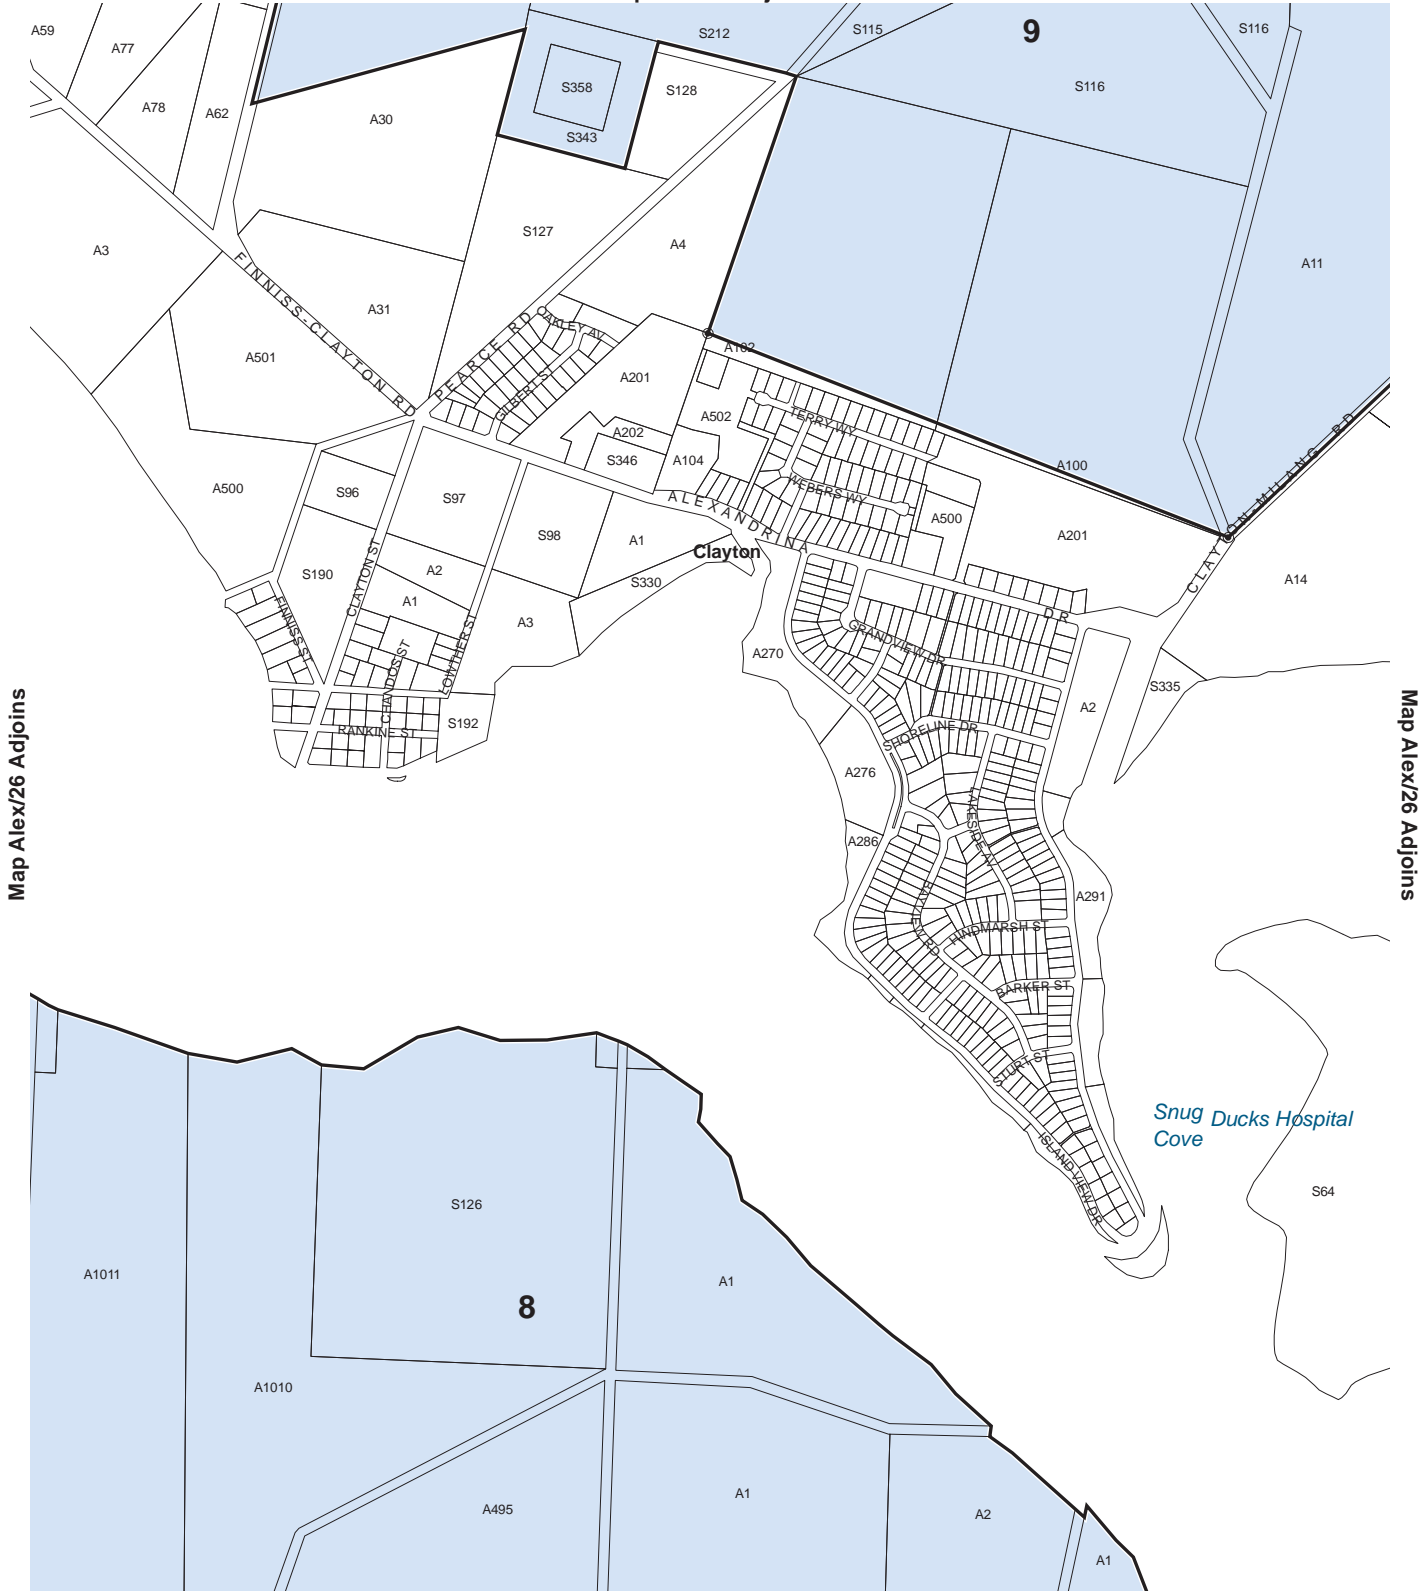 A59
A77
S212
S115
9
S116
A78
A62
S358
S128
S116
A30
S343
S127
A4
A3
A11
FINNISS-CLAYTON RD
A31
PEARCE RD
OAKLEY AV
A102
A501
GILBERT ST
A201
A502
TERRY WY
A202
S346
A104
A100
CLAYTON-MILANG RD
A500
S96
S97
WEBERS WY
ALEXANDRINA DR
A500
S98
A1
Clayton
A201
S190
CLAYTON ST
A2
S330
A14
FINNISS ST
A1
A3
LOWTHER ST
CHANDOS ST
GRANDVIEW DR
A270
S335
Map Alex/26 Adjoins
Map Alex/26 Adjoins
A2
S192
RANKINE ST
SHORELINE DR
A276
LAKESIDE AV
A286
A291
BAYVIEW RD
HINDMARSH ST
BARKER ST
STURT ST
Snug
Cove
Ducks Hospital
ISLAND VIEW DR
S64
S126
A1011
A1
8
A1010
A1
A495
A2
A1